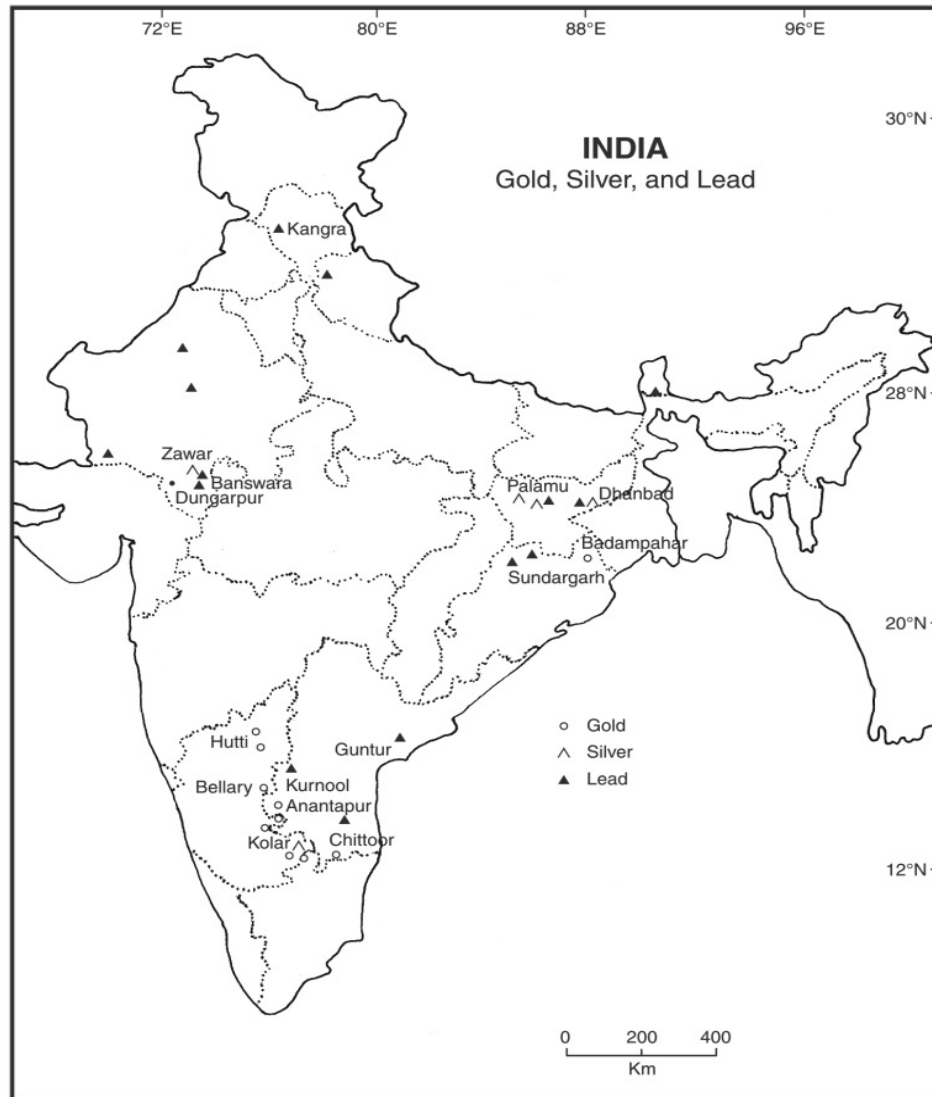 72°E 80°E 88°E 96°E
30°N
INDIA
Gold, Silver, and Lead
Kangra
28°N
Zawar
Banswara
Dungarpur
Palamu
Dhanbad
Badampahar
Sundargarh
20°N
Gold
Hutti
Guntur
Silver
Lead
Kurnool
Bellary
Anantapur
Kolar
Chittoor
12°N
0 200 400
Km